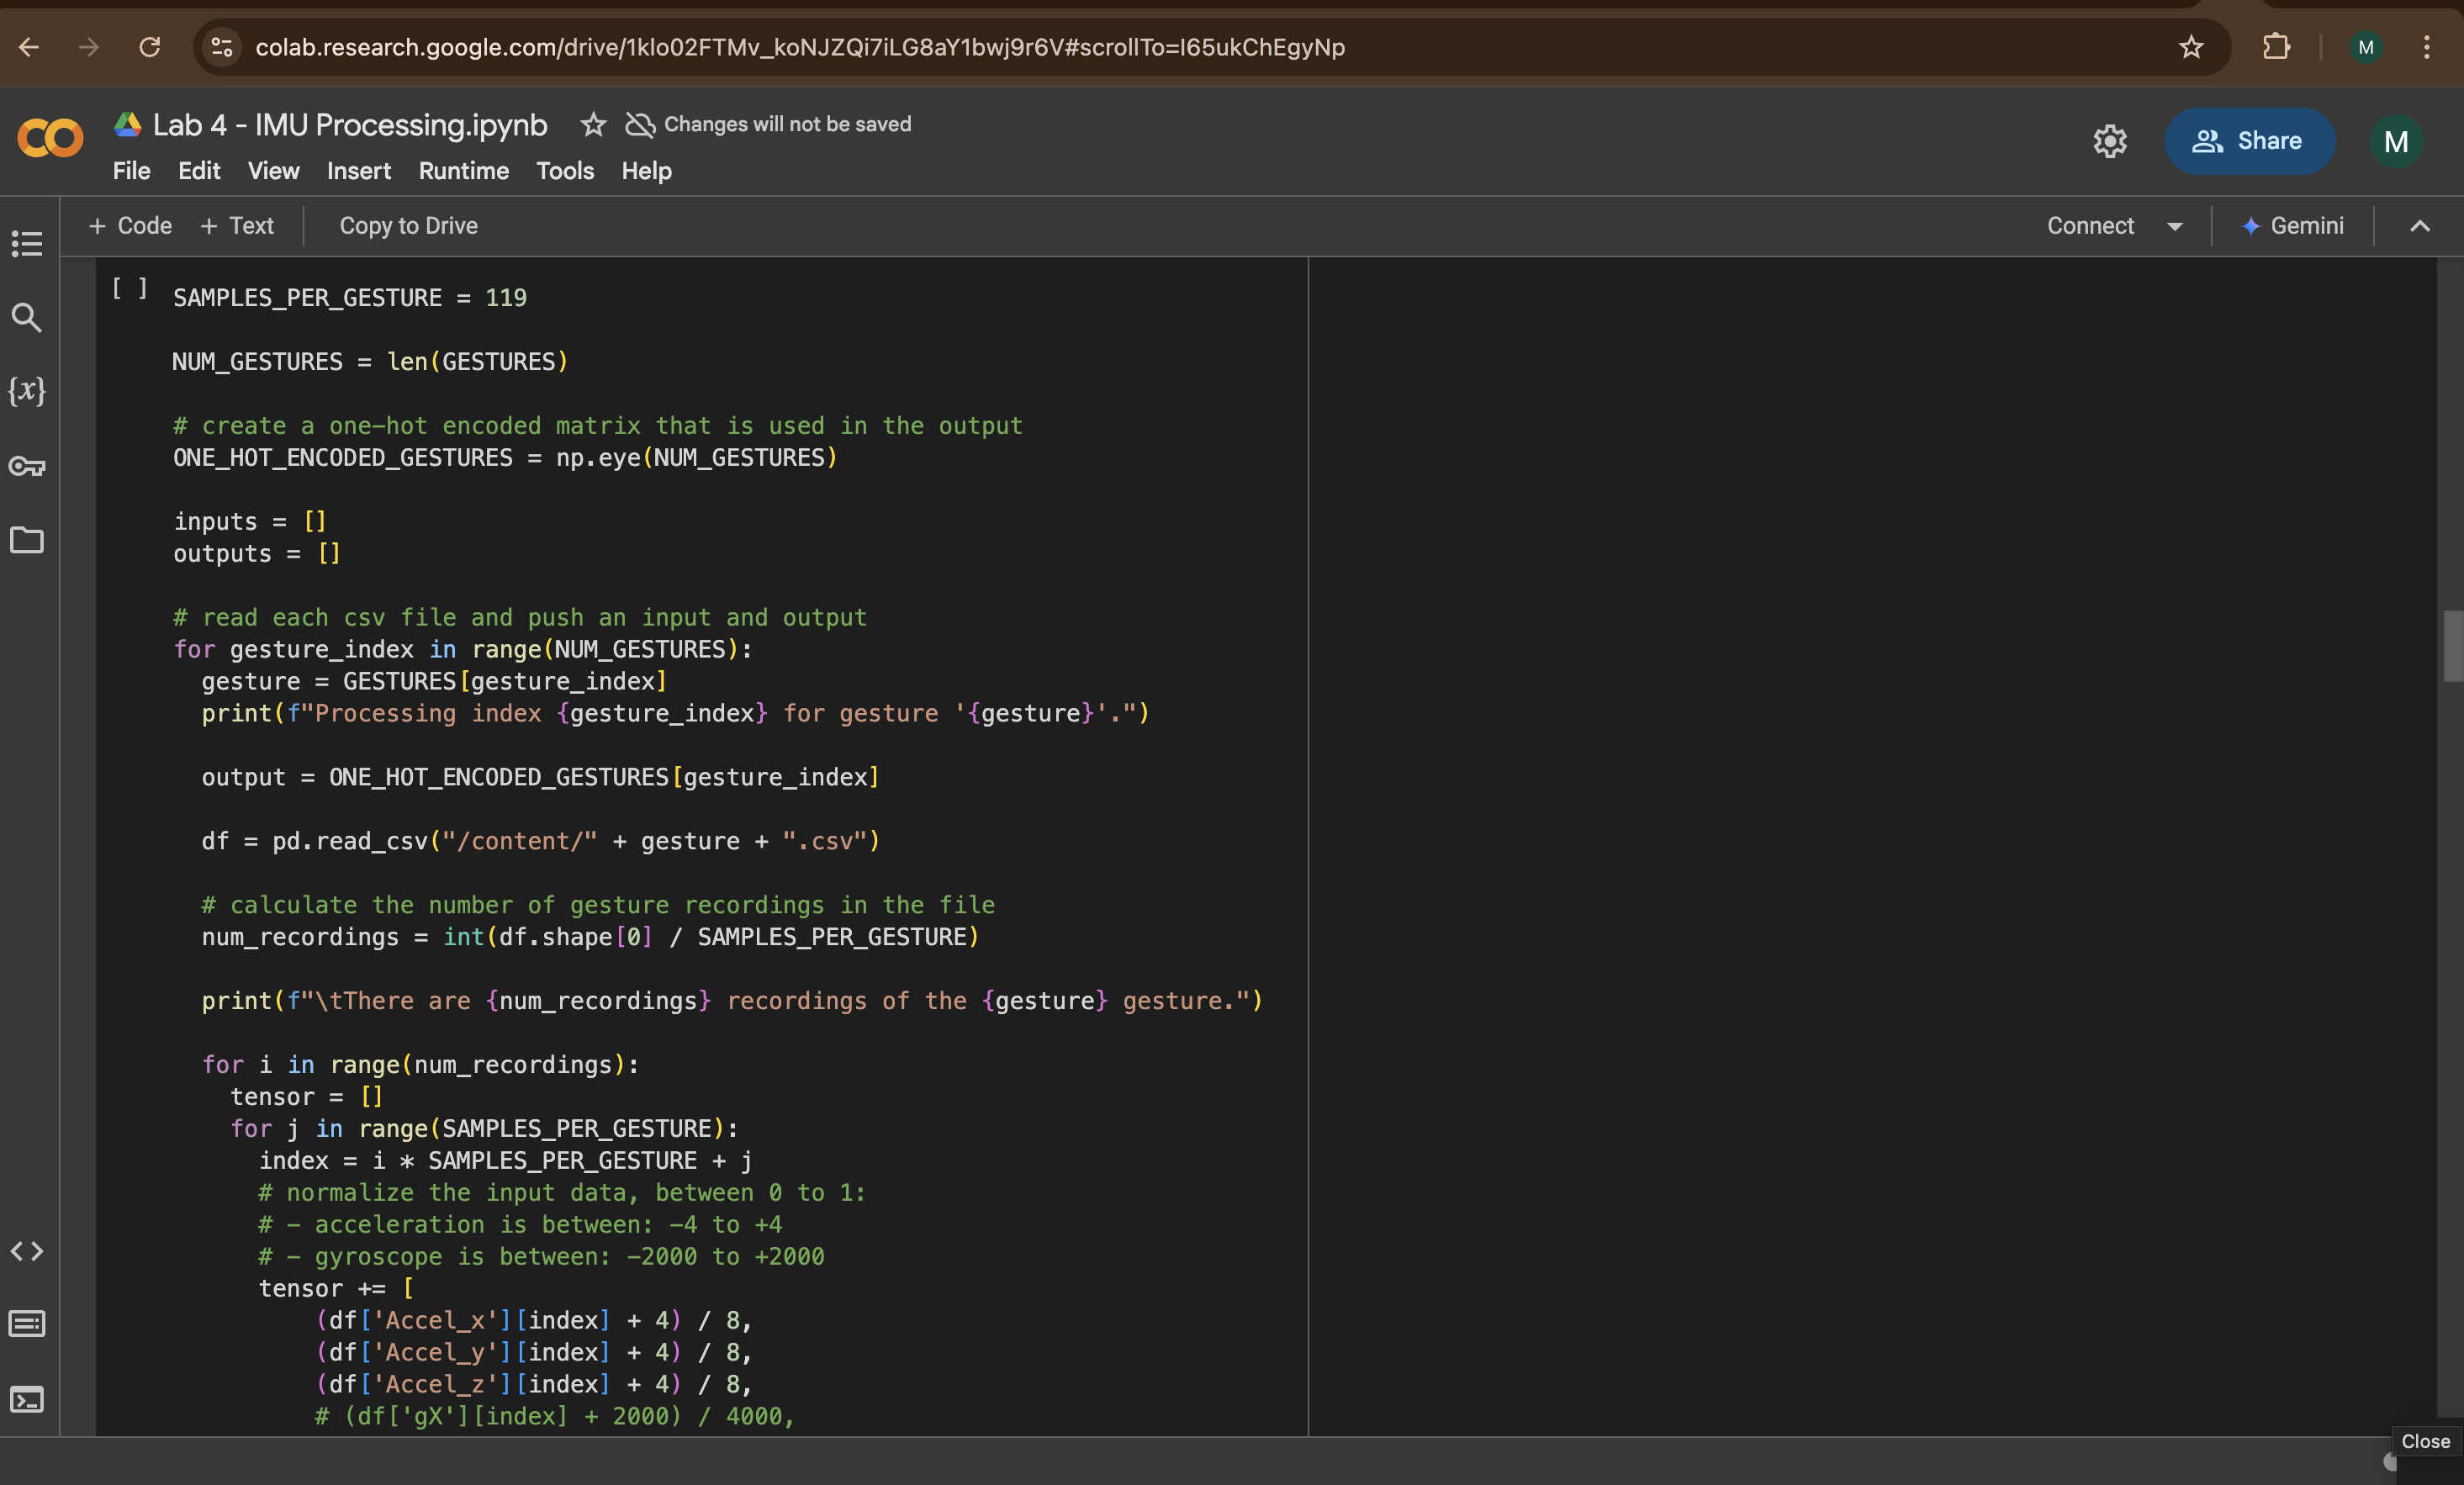 colab.research.google.com/drive/1klo02FTMv_koNJZQi7iLG8aY1bwj9r6V#scrollTo=I65ukChEgyNp
M
Lab 4 - IMU Processing.ipynb
Changes will not be saved
File Edit View Insert Runtime Tools Help
Share
M
+ Code + Text Copy to Drive
Connect
Gemini
{x}
[ ] SAMPLES_PER_GESTURE = 119
NUM_GESTURES = len(GESTURES)
# create a one-hot encoded matrix that is used in the output
ONE_HOT_ENCODED_GESTURES = np.eye(NUM_GESTURES)
inputs = []
outputs = []
# read each csv file and push an input and output
for gesture_index in range(NUM_GESTURES):
  gesture = GESTURES[gesture_index]
  print(f"Processing index {gesture_index} for gesture '{gesture}'.")
  output = ONE_HOT_ENCODED_GESTURES[gesture_index]
  df = pd.read_csv("/content/" + gesture + ".csv")
  # calculate the number of gesture recordings in the file
  num_recordings = int(df.shape[0] / SAMPLES_PER_GESTURE)
  print(f"\tThere are {num_recordings} recordings of the {gesture} gesture.")
  for i in range(num_recordings):
    tensor = []
    for j in range(SAMPLES_PER_GESTURE):
      index = i * SAMPLES_PER_GESTURE + j
      # normalize the input data, between 0 to 1:
      # - acceleration is between: -4 to +4
      # - gyroscope is between: -2000 to +2000
      tensor += [
          (df['Accel_x'][index] + 4) / 8,
          (df['Accel_y'][index] + 4) / 8,
          (df['Accel_z'][index] + 4) / 8,
          # (df['gX'][index] + 2000) / 4000,
Close